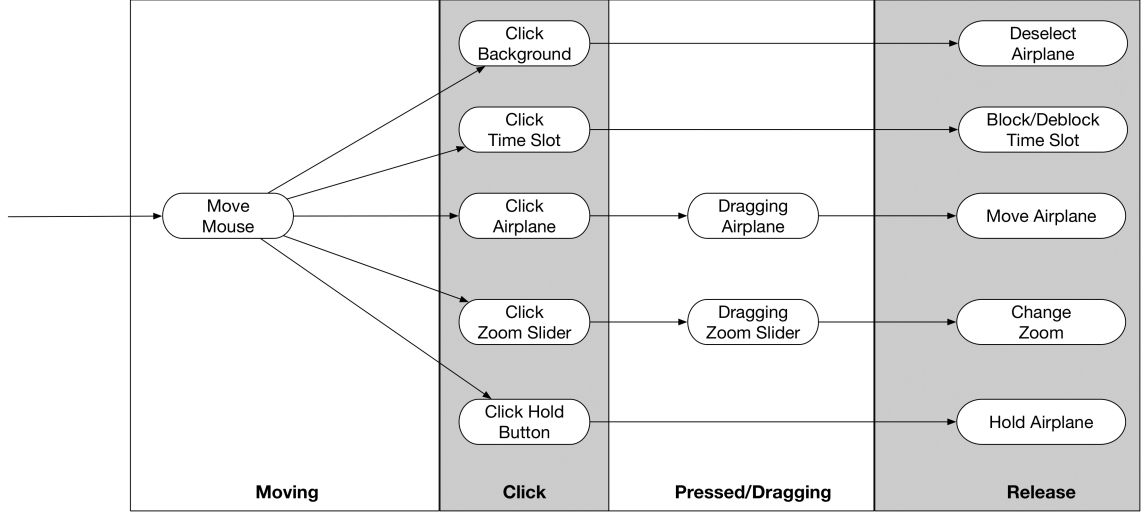 Click
Background
Deselect
Airplane
Click
Time Slot
Block/Deblock
Time Slot
Move
Mouse
Click
Airplane
Dragging
Airplane
Move Airplane
Click
Zoom Slider
Dragging
Zoom Slider
Change
Zoom
Click Hold
Button
Hold Airplane
Moving
Click
Pressed/Dragging
Release